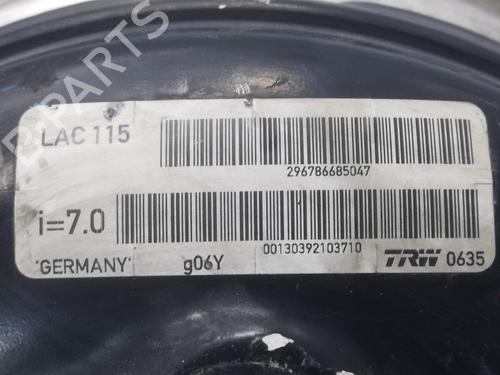 LAC 115
296786685047
i=7.0
00130392103710
'GERMANY'
g06Y
TRW 0635